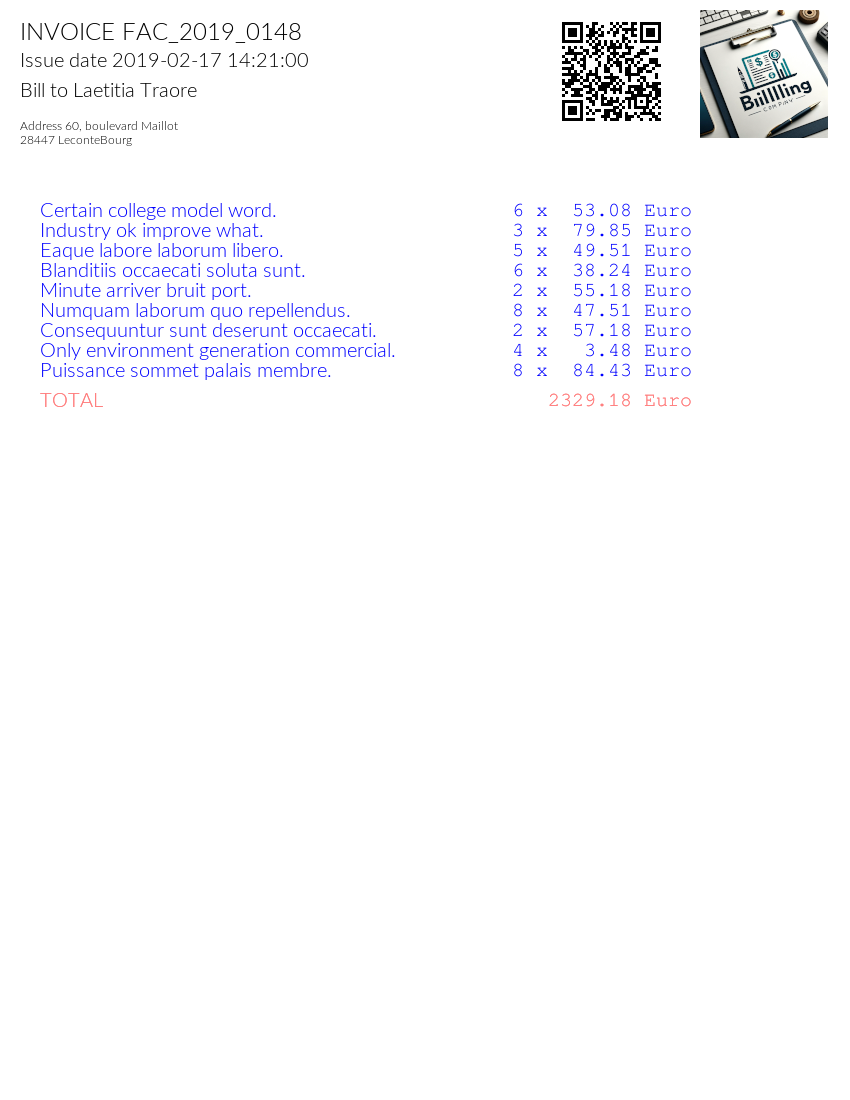 INVOICE FAC_2019_0148
Issue date 2019-02-17 14:21:00
Bill to Laetitia Traore
Address 60, boulevard Maillot
28447 LeconteBourg
Biillling
COMPANY
Certain college model word. 6 x 53.08 Euro
Industry ok improve what. 3 x 79.85 Euro
Eaque labore laborum libero. 5 x 49.51 Euro
Blanditiis occaecati soluta sunt. 6 x 38.24 Euro
Minute arriver bruit port. 2 x 55.18 Euro
Numquam laborum quo repellendus. 8 x 47.51 Euro
Consequuntur sunt deserunt occaecati. 2 x 57.18 Euro
Only environment generation commercial. 4 x 3.48 Euro
Puissance sommet palais membre. 8 x 84.43 Euro
TOTAL 2329.18 Euro